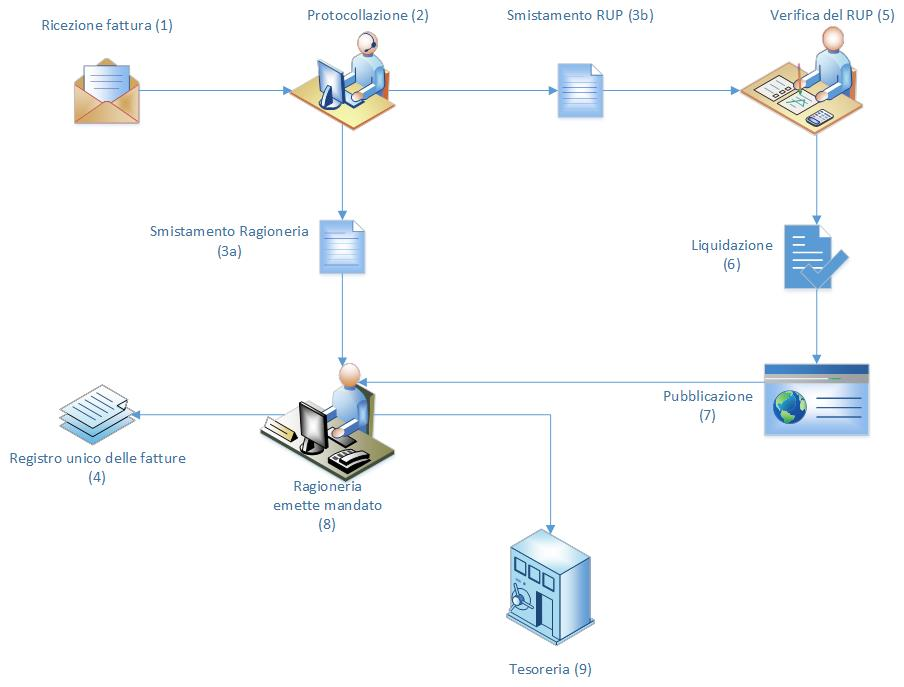 Ricezione fattura (1)
Protocollazione (2)
Smistamento RUP (3b)
Verifica del RUP (5)
Smistamento Ragioneria
(3a)
Liquidazione
(6)
Pubblicazione
(7)
Registro unico delle fatture
(4)
Ragioneria
emette mandato
(8)
Tesoreria (9)